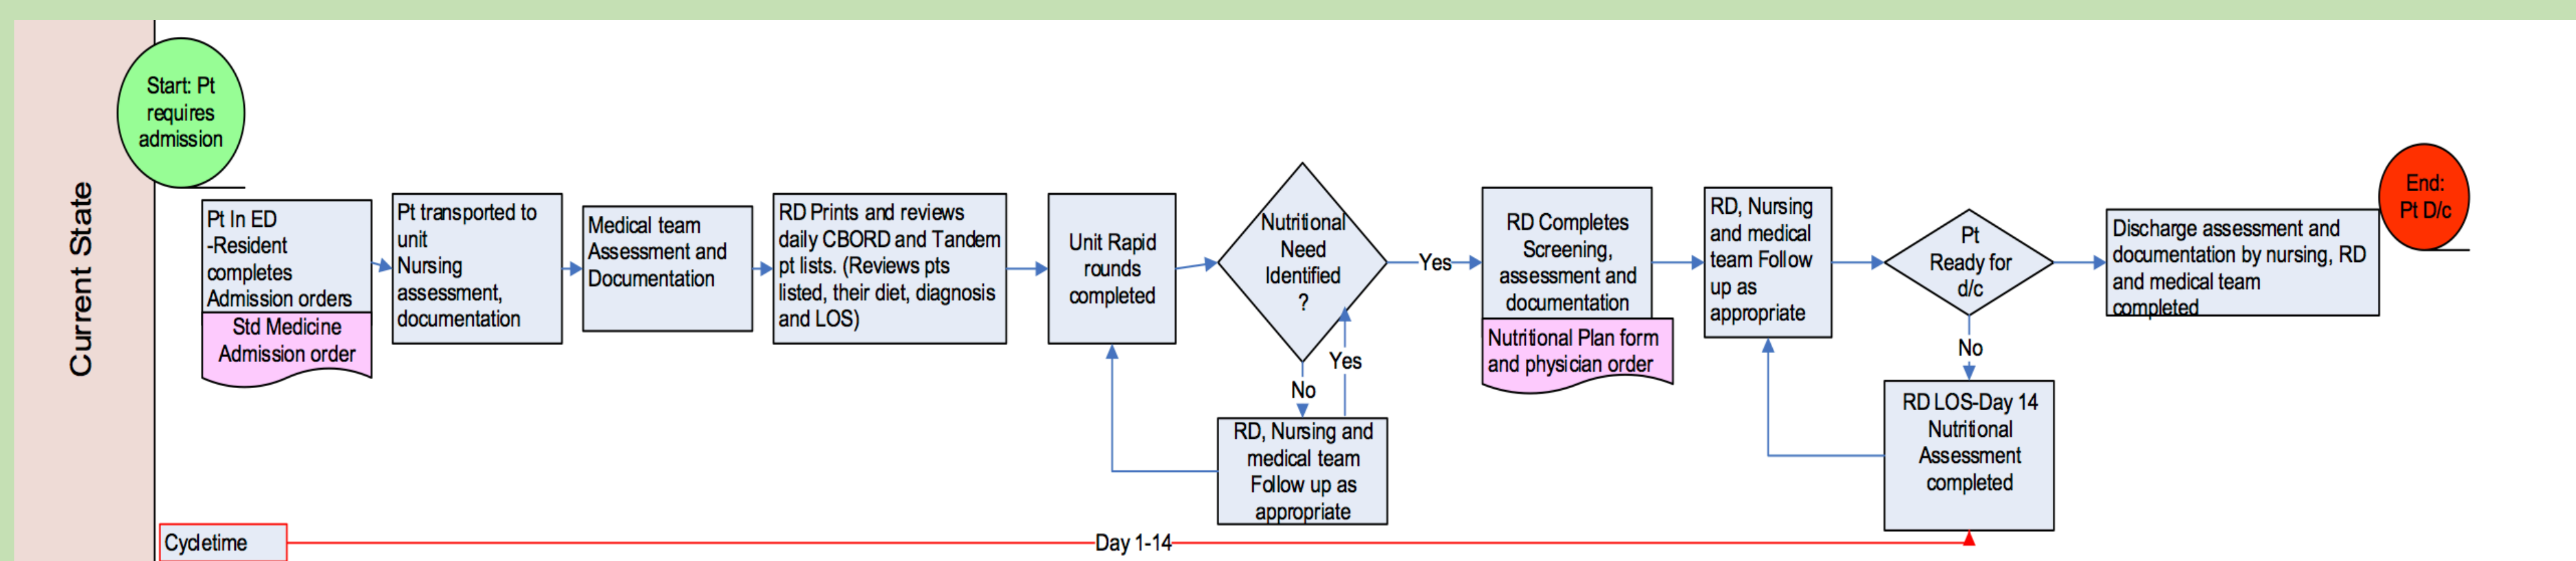 Current State
Start: Pt
requires
admission
Pt In ED
-Resident
completes
Admission orders
Std Medicine
Admission order
Pt transported to
unit
Nursing
assessment,
documentation
Medical team
Assessment and
Documentation
RD Prints and reviews
daily CBORD and Tandem
pt lists. (Reviews pts
listed, their diet, diagnosis
and LOS)
Unit Rapid
rounds
completed
Nutritional
Need
Identified
?
Yes
No
Yes
RD, Nursing and
medical team
Follow up as
appropriate
RD Completes
Screening,
assessment and
documentation
Nutritional Plan form
and physician order
RD, Nursing
and medical
team Follow
up as
appropriate
Pt
Ready for
d/c
No
RD LOS-Day 14
Nutritional
Assessment
completed
Discharge assessment and
documentation by nursing, RD
and medical team
completed
End:
Pt D/c
Cycletime
Day 1-14